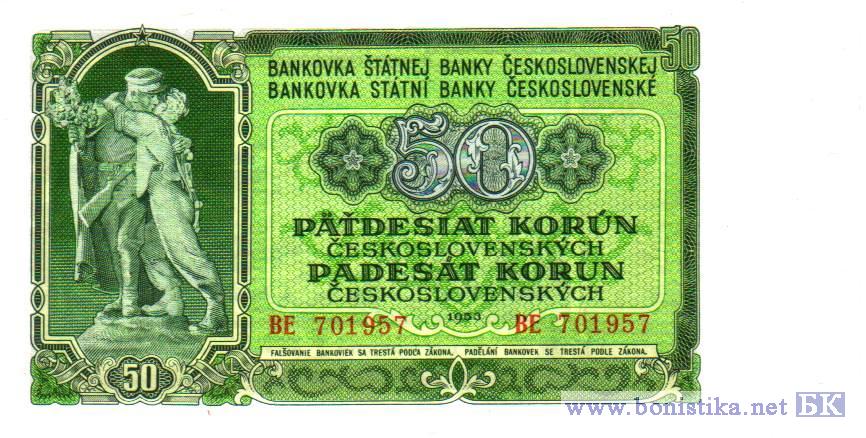 50
BANKOVKA ŠTÁTNEJ BANKY ČESKOSLOVENSKEJ
BANKOVKA STÁTNÍ BANKY ČESKOSLOVENSKÉ
50
PÄŤDESIAT KORÚN
ČESKOSLOVENSKÝCH
PADESÁT KORUN
ČESKOSLOVENSKÝCH
1953
BE 701957 BE 701957
FALŠOVANIE BANKOVIEK SA TRESTÁ PODĽA ZÁKONA. PADĚLÁNÍ BANKOVEK SE TRESTÁ PODLE ZÁKONA.
50
www.bonistika.net БК